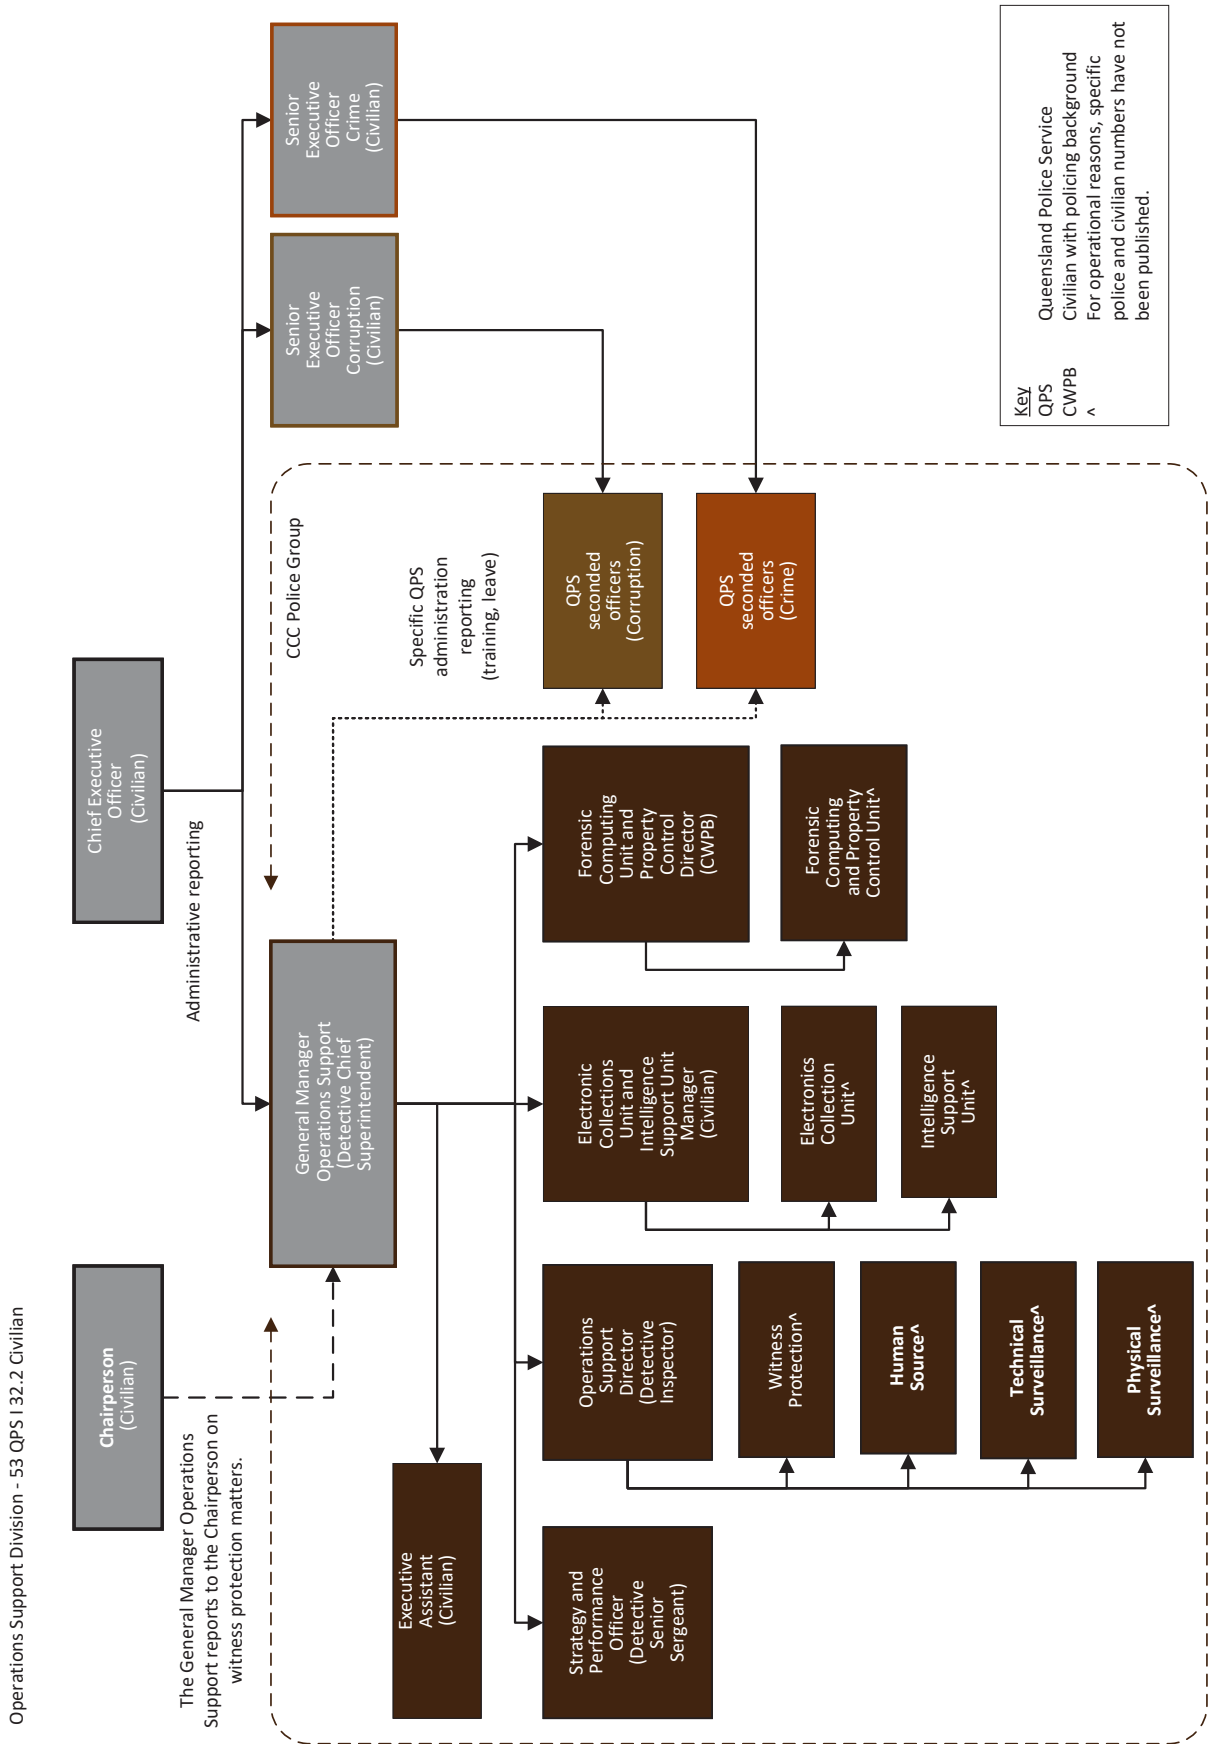 Operations Support Division - 53 QPS I 32.2 Civilian
Chairperson
(Civilian)
Chief Executive
Officer
(Civilian)
The General Manager Operations
Support reports to the Chairperson on
witness protection matters.
Administrative reporting
General Manager
Operations Support
(Detective Chief
Superintendent)
Senior
Executive
Officer
Corruption
(Civilian)
Senior
Executive
Officer
Crime
(Civilian)
CCC Police Group
Executive
Assistant
(Civilian)
Specific QPS
administration
reporting
(training, leave)
Strategy and
Performance
Officer
(Detective
Senior
Sergeant)
Operations
Support
Director
(Detective
Inspector)
Electronic
Collections
Unit and
Intelligence
Support Unit
Manager
(Civilian)
Forensic
Computing
Unit and
Property
Control
Director
(CWPB)
QPS
seconded
officers
(Corruption)
QPS
seconded
officers
(Crime)
Witness
Protection^
Human
Source^
Technical
Surveillance^
Physical
Surveillance^
Electronics
Collection
Unit^
Intelligence
Support
Unit^
Forensic
Computing
and Property
Control Unit^
Key
QPS Queensland Police Service
CWPB Civilian with policing background
^ For operational reasons, specific
police and civilian numbers have not
been published.